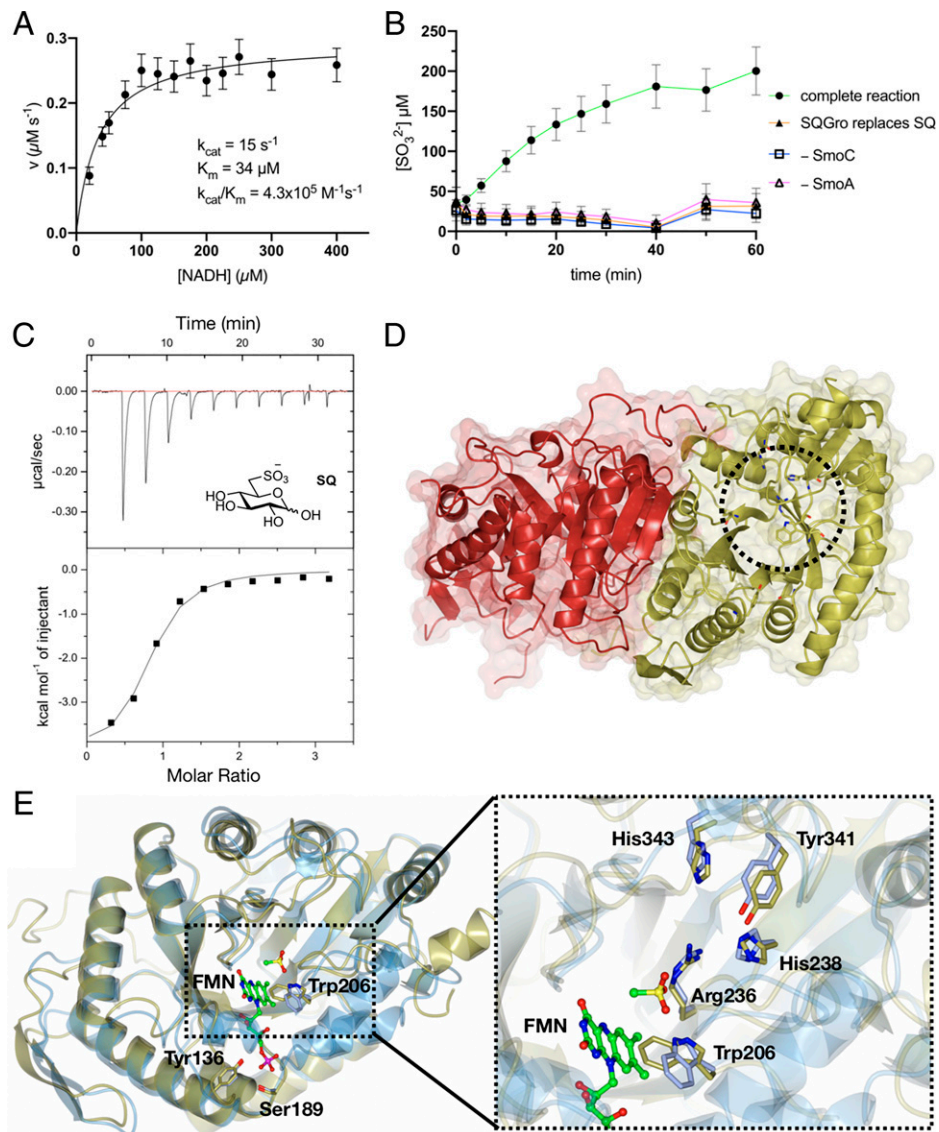 A
v (µM s⁻¹)
0.3
0.2
0.1
0.0
k_cat = 15 s⁻¹
K_m = 34 µM
k_cat/K_m = 4.3x10⁵ M⁻¹s⁻¹
0 100 200 300 400 500
[NADH] (µM)
B
[SO₃²⁻] µM
250
200
150
100
50
0
0 20 40 60
time (min)
complete reaction
SQGro replaces SQ
– SmoC
– SmoA
C
Time (min)
0 10 20 30
µcal/sec
0.00
-0.10
-0.20
-0.30
SO₃⁻
SQ
HO
O
HO
HO
OH
kcal mol⁻¹ of injectant
0.0
-1.0
-2.0
-3.0
0 1 2 3
Molar Ratio
D
E
FMN
Trp206
Tyr136
Ser189
His343
Tyr341
His238
Arg236
FMN
Trp206